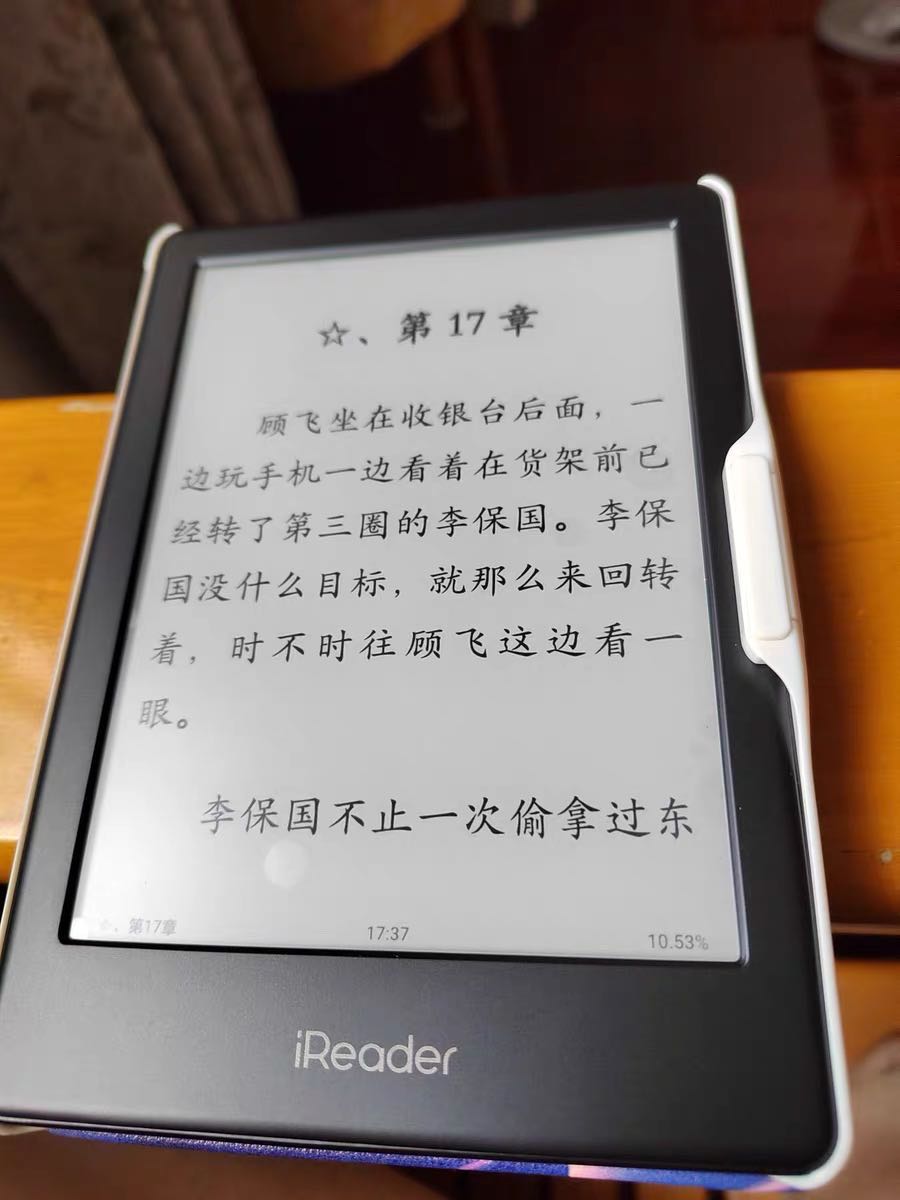 ☆、第 17 章
顾飞坐在收银台后面，一
边玩手机一边看着在货架前已
经转了第三圈的李保国。李保
国没什么目标，就那么来回转
着，时不时往顾飞这边看一
眼。
李保国不止一次偷拿过东
☆、第17章
17:37
10.53%
iReader